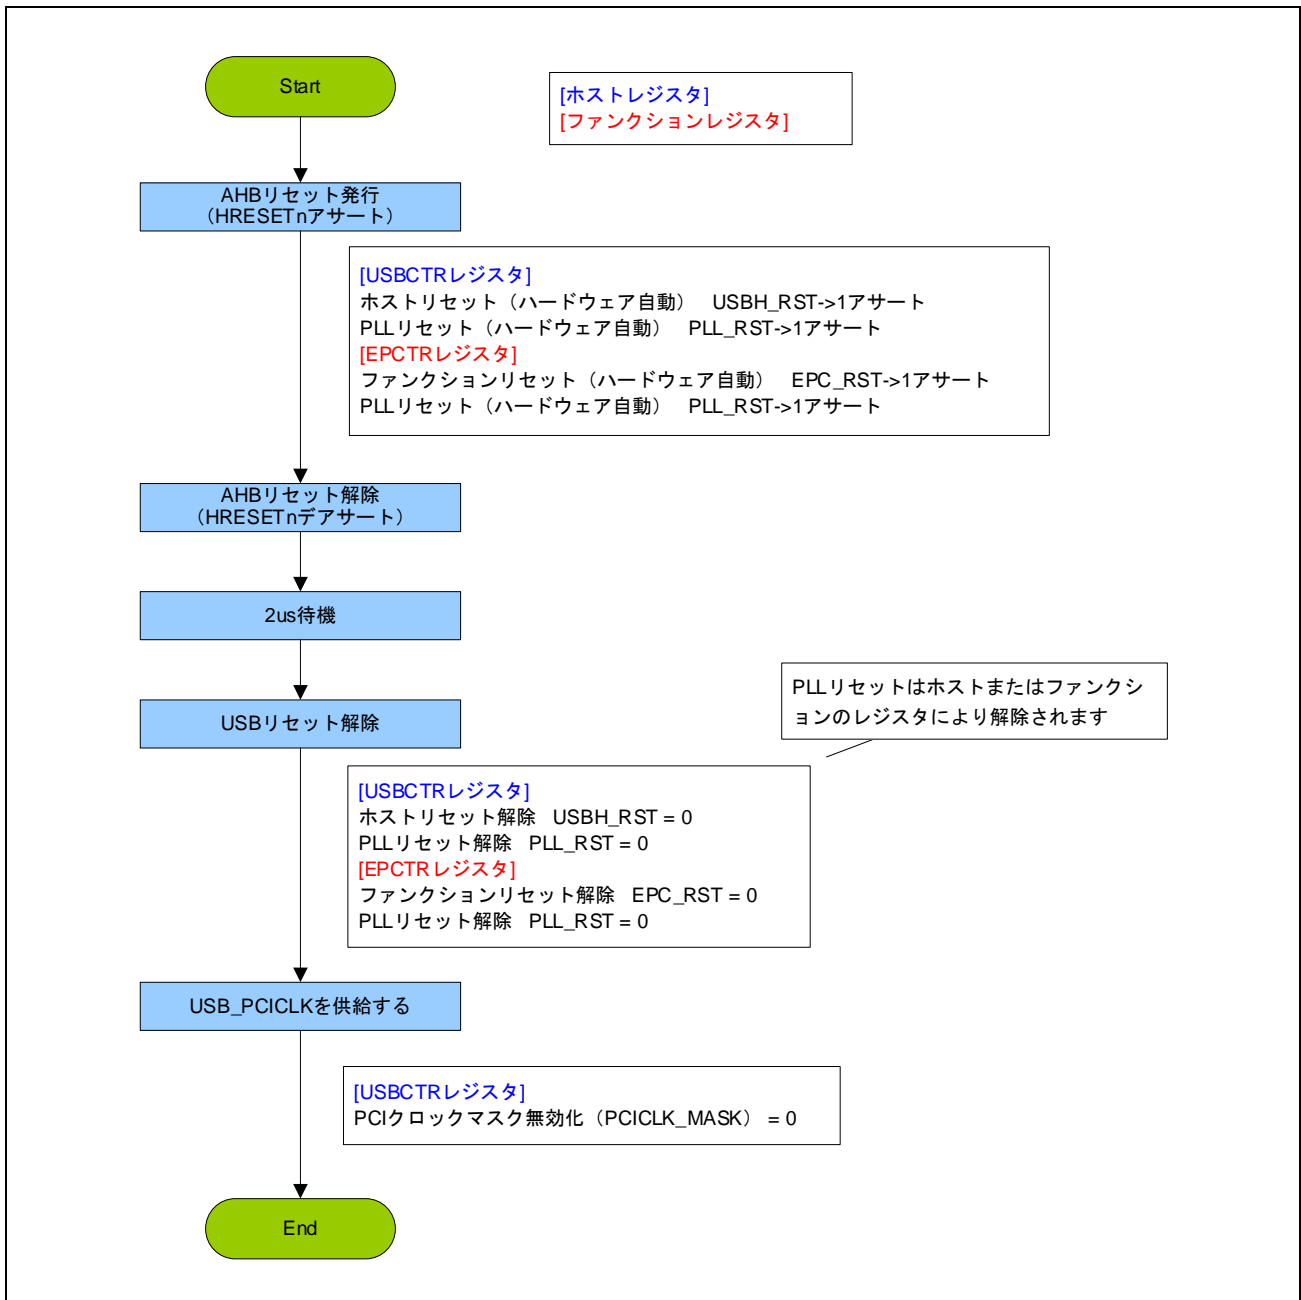 Start
[ホストレジスタ]
[ファンクションレジスタ]
AHBリセット発行
（HRESETnアサート）
[USBCTRレジスタ]
ホストリセット（ハードウェア自動） USBH_RST->1アサート
PLLリセット（ハードウェア自動） PLL_RST->1アサート
[EPCTRレジスタ]
ファンクションリセット（ハードウェア自動） EPC_RST->1アサート
PLLリセット（ハードウェア自動） PLL_RST->1アサート
AHBリセット解除
（HRESETnデアサート）
2us待機
USBリセット解除
PLLリセットはホストまたはファンクシ
ョンのレジスタにより解除されます
[USBCTRレジスタ]
ホストリセット解除 USBH_RST = 0
PLLリセット解除 PLL_RST = 0
[EPCTRレジスタ]
ファンクションリセット解除 EPC_RST = 0
PLLリセット解除 PLL_RST = 0
USB_PCICLKを供給する
[USBCTRレジスタ]
PCIクロックマスク無効化（PCICLK_MASK） = 0
End